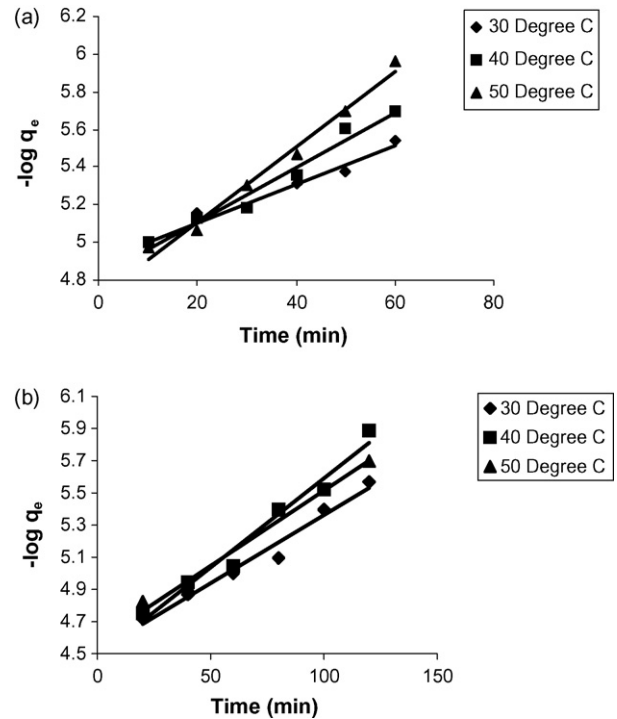 (a)
6.2
6
5.8
5.6
5.4
5.2
5
4.8
0 20 40 60 80
-log qe
Time (min)
30 Degree C
40 Degree C
50 Degree C
(b)
6.1
5.9
5.7
5.5
5.3
5.1
4.9
4.7
4.5
0 50 100 150
-log qe
Time (min)
30 Degree C
40 Degree C
50 Degree C